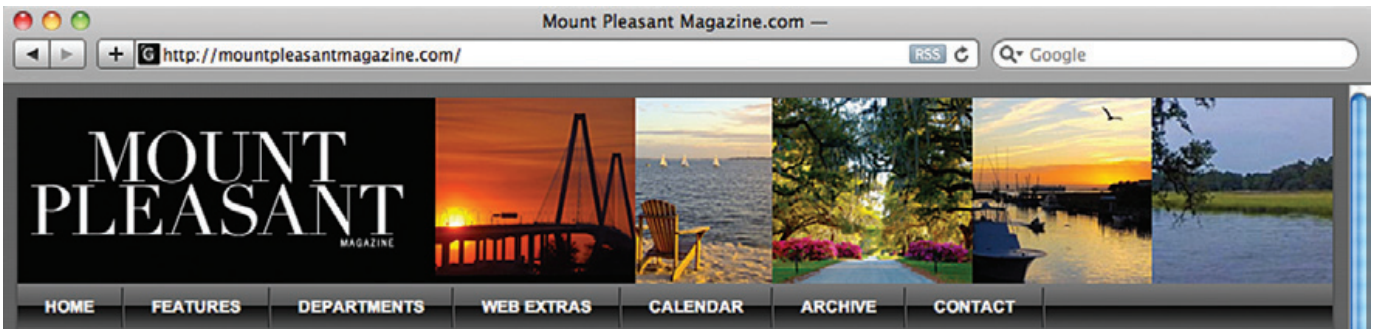 Mount Pleasant Magazine.com —
+ G http://mountpleasantmagazine.com/ RSS Google
MOUNT
PLEASANT
MAGAZINE
HOME FEATURES DEPARTMENTS WEB EXTRAS CALENDAR ARCHIVE CONTACT